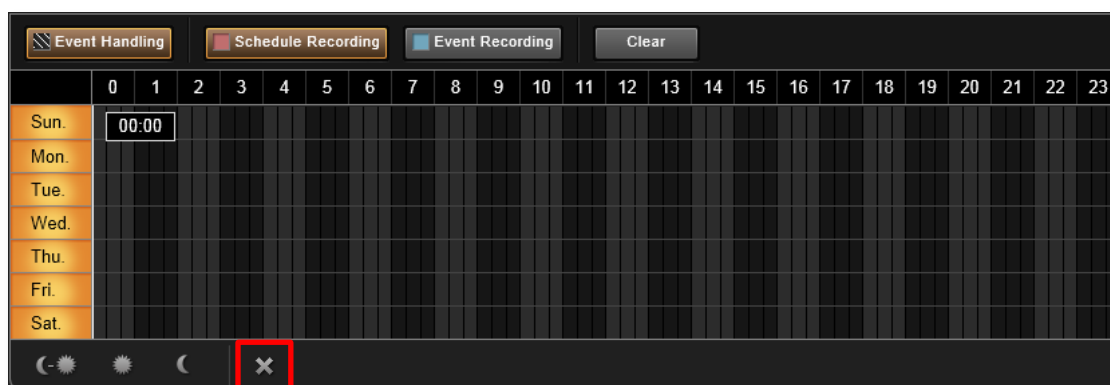 Event Handling Schedule Recording Event Recording Clear
0 1 2 3 4 5 6 7 8 9 10 11 12 13 14 15 16 17 18 19 20 21 22 23
Sun. 00:00
Mon.
Tue.
Wed.
Thu.
Fri.
Sat.